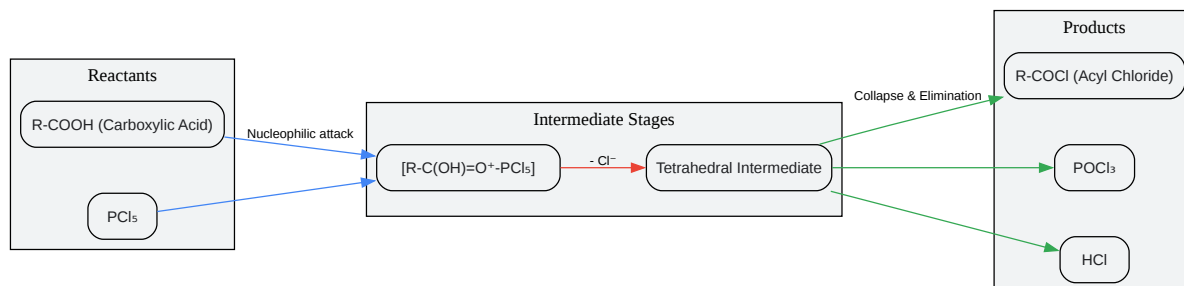 Reactants
R-COOH (Carboxylic Acid)
PCl₅
Nucleophilic attack
Intermediate Stages
[R-C(OH)=O⁺-PCl₅]
- Cl⁻
Tetrahedral Intermediate
Collapse & Elimination
Products
R-COCl (Acyl Chloride)
POCl₃
HCl